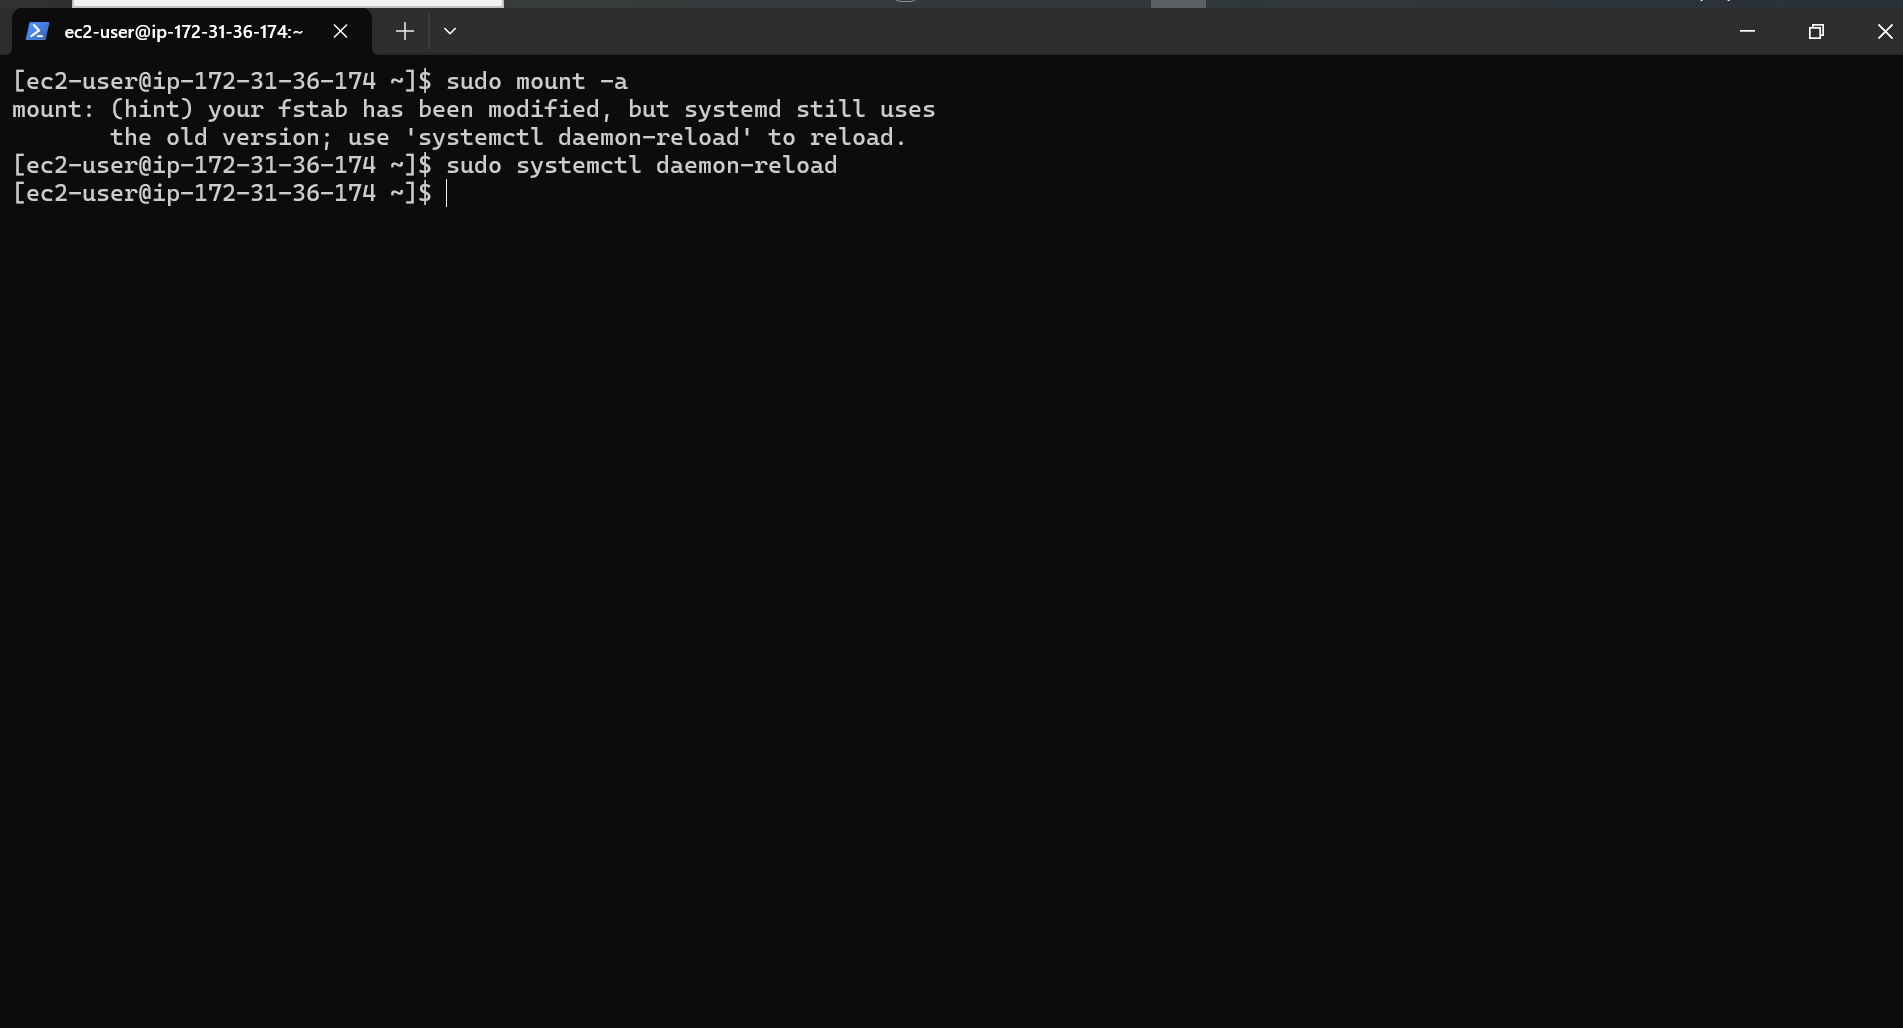 ec2-user@ip-172-31-36-174:~
[ec2-user@ip-172-31-36-174 ~]$ sudo mount -a
mount: (hint) your fstab has been modified, but systemd still uses
       the old version; use 'systemctl daemon-reload' to reload.
[ec2-user@ip-172-31-36-174 ~]$ sudo systemctl daemon-reload
[ec2-user@ip-172-31-36-174 ~]$